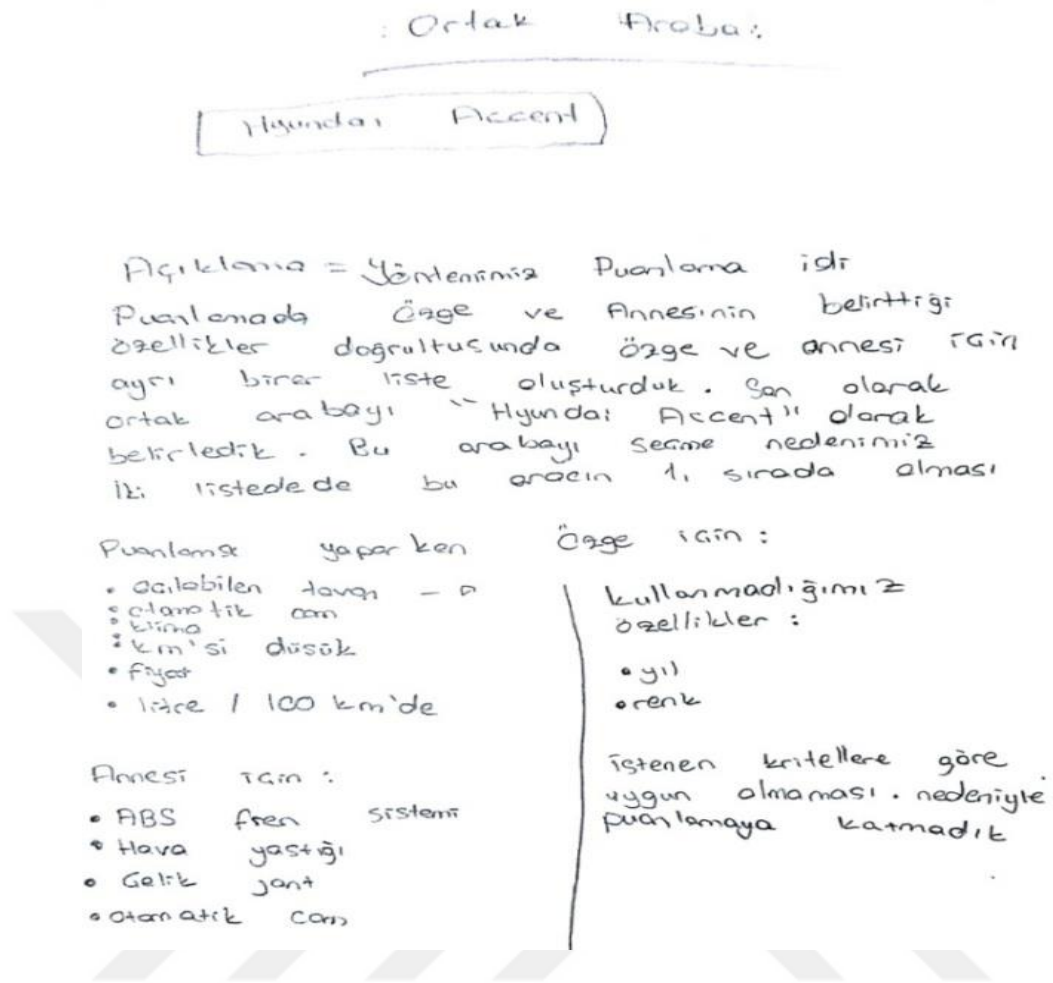 : Ortak Araba :
Hyundai Accent
Açıklama = Yöntemimiz Puanlama idi
Puanlamada Özge ve Annesinin belirttiği
özellikler doğrultusunda özge ve annesi için
ayrı birer liste oluşturduk. Son olarak
ortak arabayı "Hyundai Accent" olarak
belirledik. Bu arabayı seçme nedenimiz
İki listedede bu aracın 1. sırada olması
Puanlama yaparken Özge için :
• açılabilen tavan
• otomatik cam
• klima
• km'si düşük
• fiyat
• litre / 100 km'de
Annesi için :
• ABS fren sistemi
• Hava yastığı
• Çelik jant
• otomatik cam
kullanmadığımız
özellikler :
• yıl
• renk
istenen kritellere göre
uygun olmaması. nedeniyle
puanlamaya katmadık